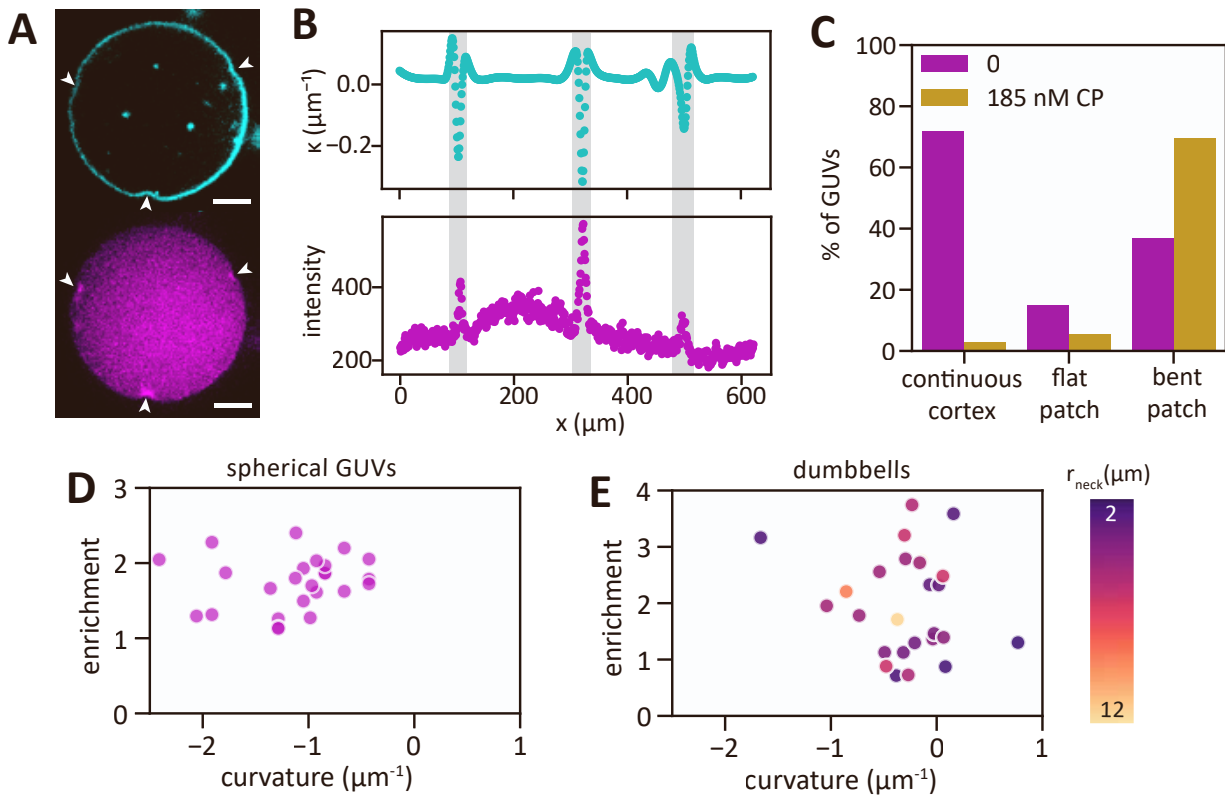 A
B
κ (μm⁻¹)
0.0
−0.2
intensity
400
200
0
200
400
600
x (μm)
C
% of GUVs
100
80
60
40
20
0
0
185 nM CP
continuous
cortex
flat
patch
bent
patch
D
spherical GUVs
enrichment
3
2
1
0
−2
−1
0
1
curvature (μm⁻¹)
E
dumbbells
enrichment
4
3
2
1
0
−2
−1
0
1
curvature (μm⁻¹)
rneck(μm)
2
12